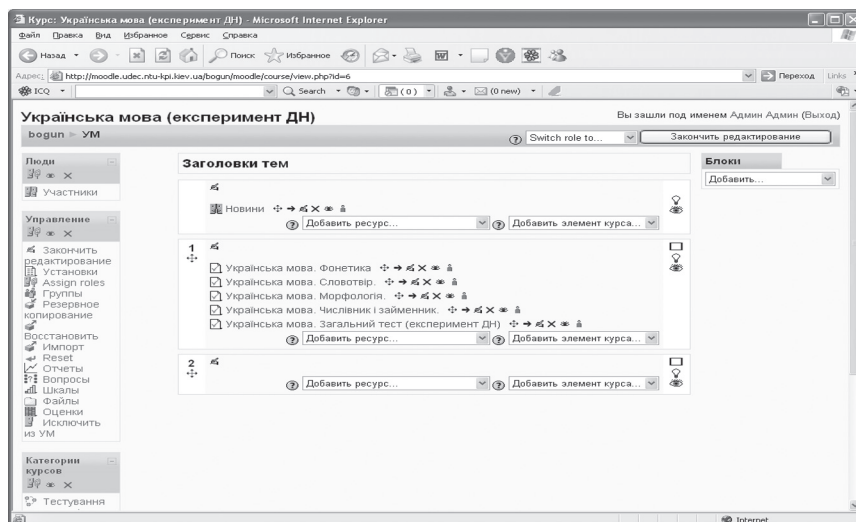 Курс: Українська мова (експеримент ДН) - Microsoft Internet Explorer
Файл Правка Вид Избранное Сервис Справка
Назад Поиск Избранное
Адрес: http://moodle.udec.ntu-kpi.kiev.ua/bogun/moodle/course/view.php?id=6 Переход Links
ICQ Search (0) (0 new)
Українська мова (експеримент ДН) Вы зашли под именем Админ Админ (Выход)
bogun ► УМ Switch role to... Закончить редактирование
Люди
Участники
Управление
Закончить
редактирование
Установки
Assign roles
Группы
Резервное
копирование
Восстановить
Импорт
Reset
Отчеты
Вопросы
Шкалы
Файлы
Оценки
Исключить
из УМ
Категории
курсов
Тестування
Заголовки тем
Новини
Добавить ресурс... Добавить элемент курса...
1
Українська мова. Фонетика
Українська мова. Словотвір.
Українська мова. Морфологія.
Українська мова. Числівник і займенник.
Українська мова. Загальний тест (експеримент ДН)
Добавить ресурс... Добавить элемент курса...
2
Добавить ресурс... Добавить элемент курса...
Блоки
Добавить...
Internet